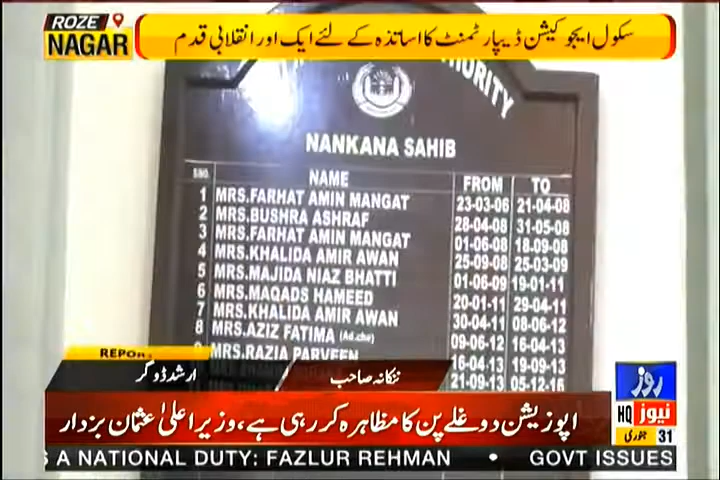 ROZE
NAGAR
سکول ایجوکیشن ڈیپارٹمنٹ کا اساتذہ کے لئے ایک اور انقلابی قدم
NANKANA SAHIB
SNO. NAME FROM TO
1 MRS.FARHAT AMIN MANGAT 23-03-06 21-04-08
2 MRS.BUSHRA ASHRAF 28-04-08 31-05-08
3 MRS.FARHAT AMIN MANGAT 01-06-08 18-09-08
4 MRS.KHALIDA AMIR AWAN 25-09-08 25-03-09
5 MRS.MAJIDA NIAZ BHATTI 01-06-09 19-01-11
6 MRS.MAQADS HAMEED 20-01-11 29-04-11
7 MRS.KHALIDA AMIR AWAN 30-04-11 08-06-12
8 MRS.AZIZ FATIMA (Ad.che) 09-06-12 16-04-13
9 MRS.RAZIA PARVEEN 16-04-13 19-09-13
21-09-13 05-12-16
REPOR
ارشد ڈوگر
ننکانہ صاحب
اپوزیشن دوغلے پن کا مظاہرہ کر رہی ہے، وزیراعلیٰ عثمان بزدار
روز
HQ نیوز
31 جنوری
S A NATIONAL DUTY: FAZLUR REHMAN • GOVT ISSUES